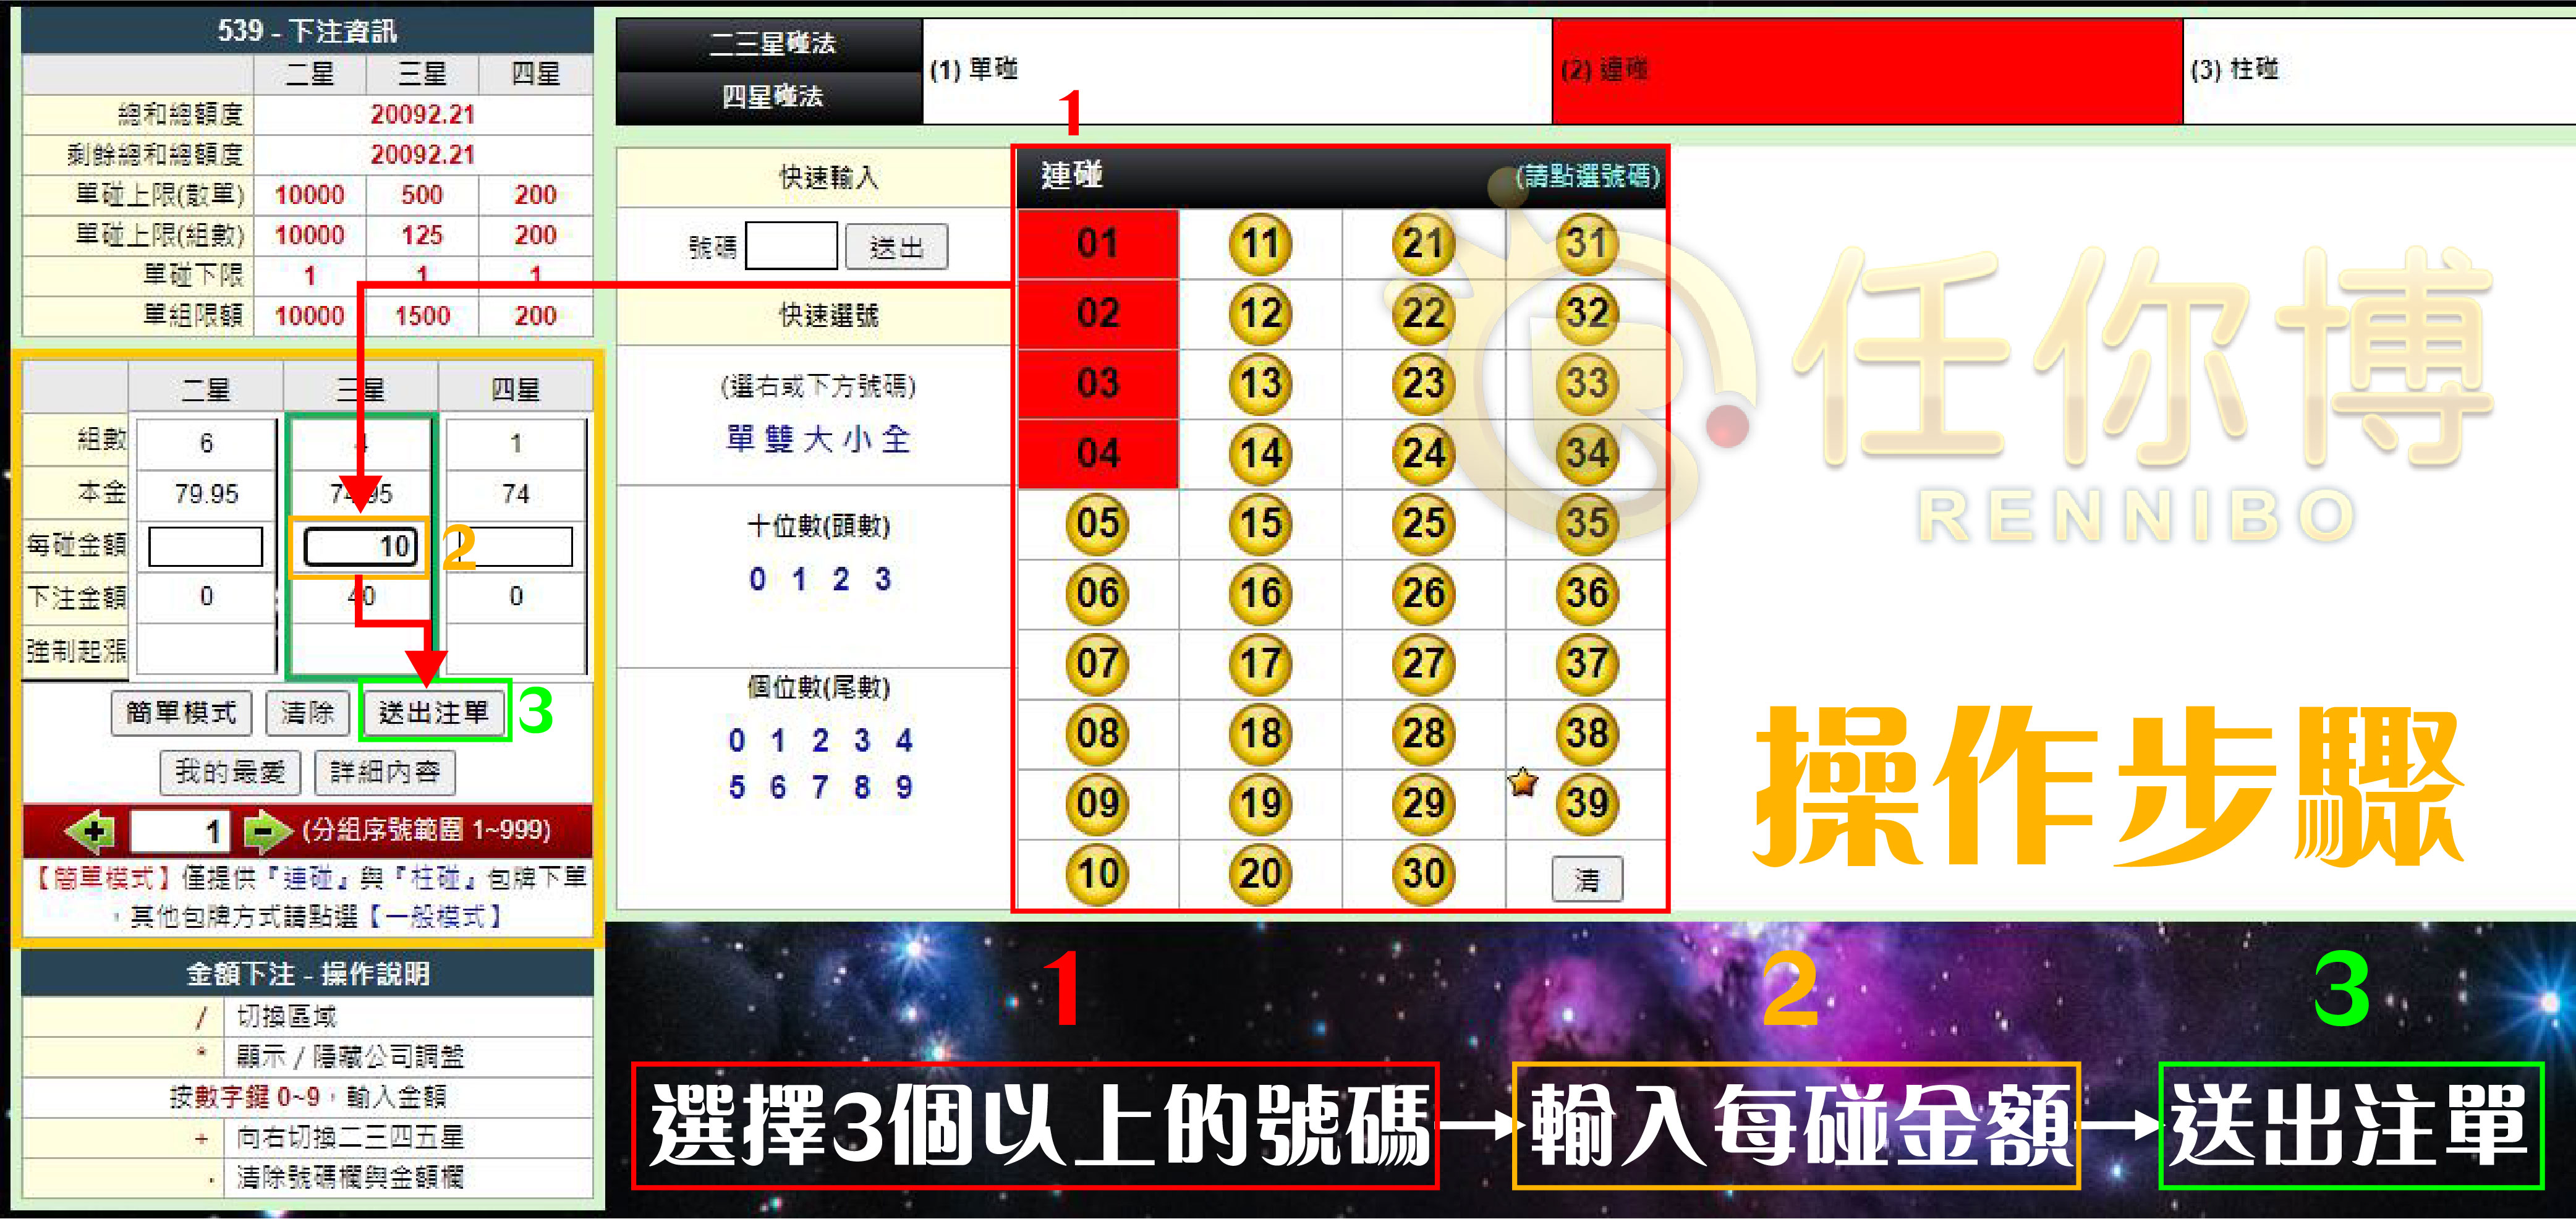 539 - 下注資訊
二星 三星 四星
總和總額度 20092.21
剩餘總和總額度 20092.21
單碰上限(散單) 10000 500 200
單碰上限(組數) 10000 125 200
單碰下限 1 1 1
單組限額 10000 1500 200
二星 三星 四星
組數 6 4 1
本金 79.95 74.95 74
每碰金額 10
2
下注金額 0 40 0
強制起漲
簡單模式 清除 送出注單 3
我的最愛 詳細內容
1 (分組序號範圍 1~999)
【簡單模式】僅提供『連碰』與『柱碰』包牌下單
，其他包牌方式請點選【一般模式】
金額下注 - 操作說明
/ 切換區域
* 顯示 / 隱藏公司調盤
按數字鍵 0~9，輸入金額
+ 向右切換二三四五星
. 清除號碼欄與金額欄
二三星碰法
四星碰法
(1) 單碰 (2) 連碰 (3) 柱碰
1
快速輸入
號碼 送出
快速選號
(選右或下方號碼)
單 雙 大 小 全
十位數(頭數)
0 1 2 3
個位數(尾數)
0 1 2 3 4
5 6 7 8 9
連碰 (請點選號碼)
01 11 21 31
02 12 22 32
03 13 23 33
04 14 24 34
05 15 25 35
06 16 26 36
07 17 27 37
08 18 28 38
09 19 29 39
10 20 30 清
任你博
RENNIBO
操作步驟
1 2 3
選擇3個以上的號碼→輸入每碰金額→送出注單